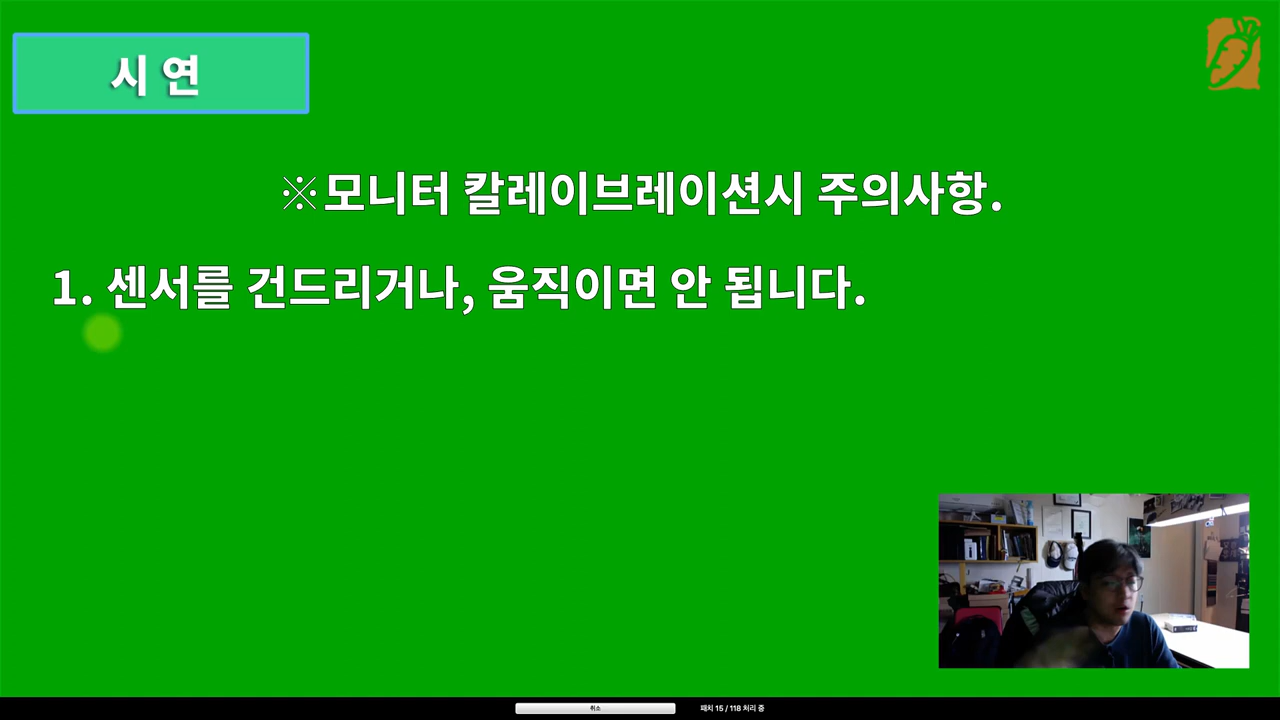 시 연
※모니터 칼레이브레이션시 주의사항.
1. 센서를 건드리거나, 움직이면 안 됩니다.
취소
패치 15 / 118 처리 중